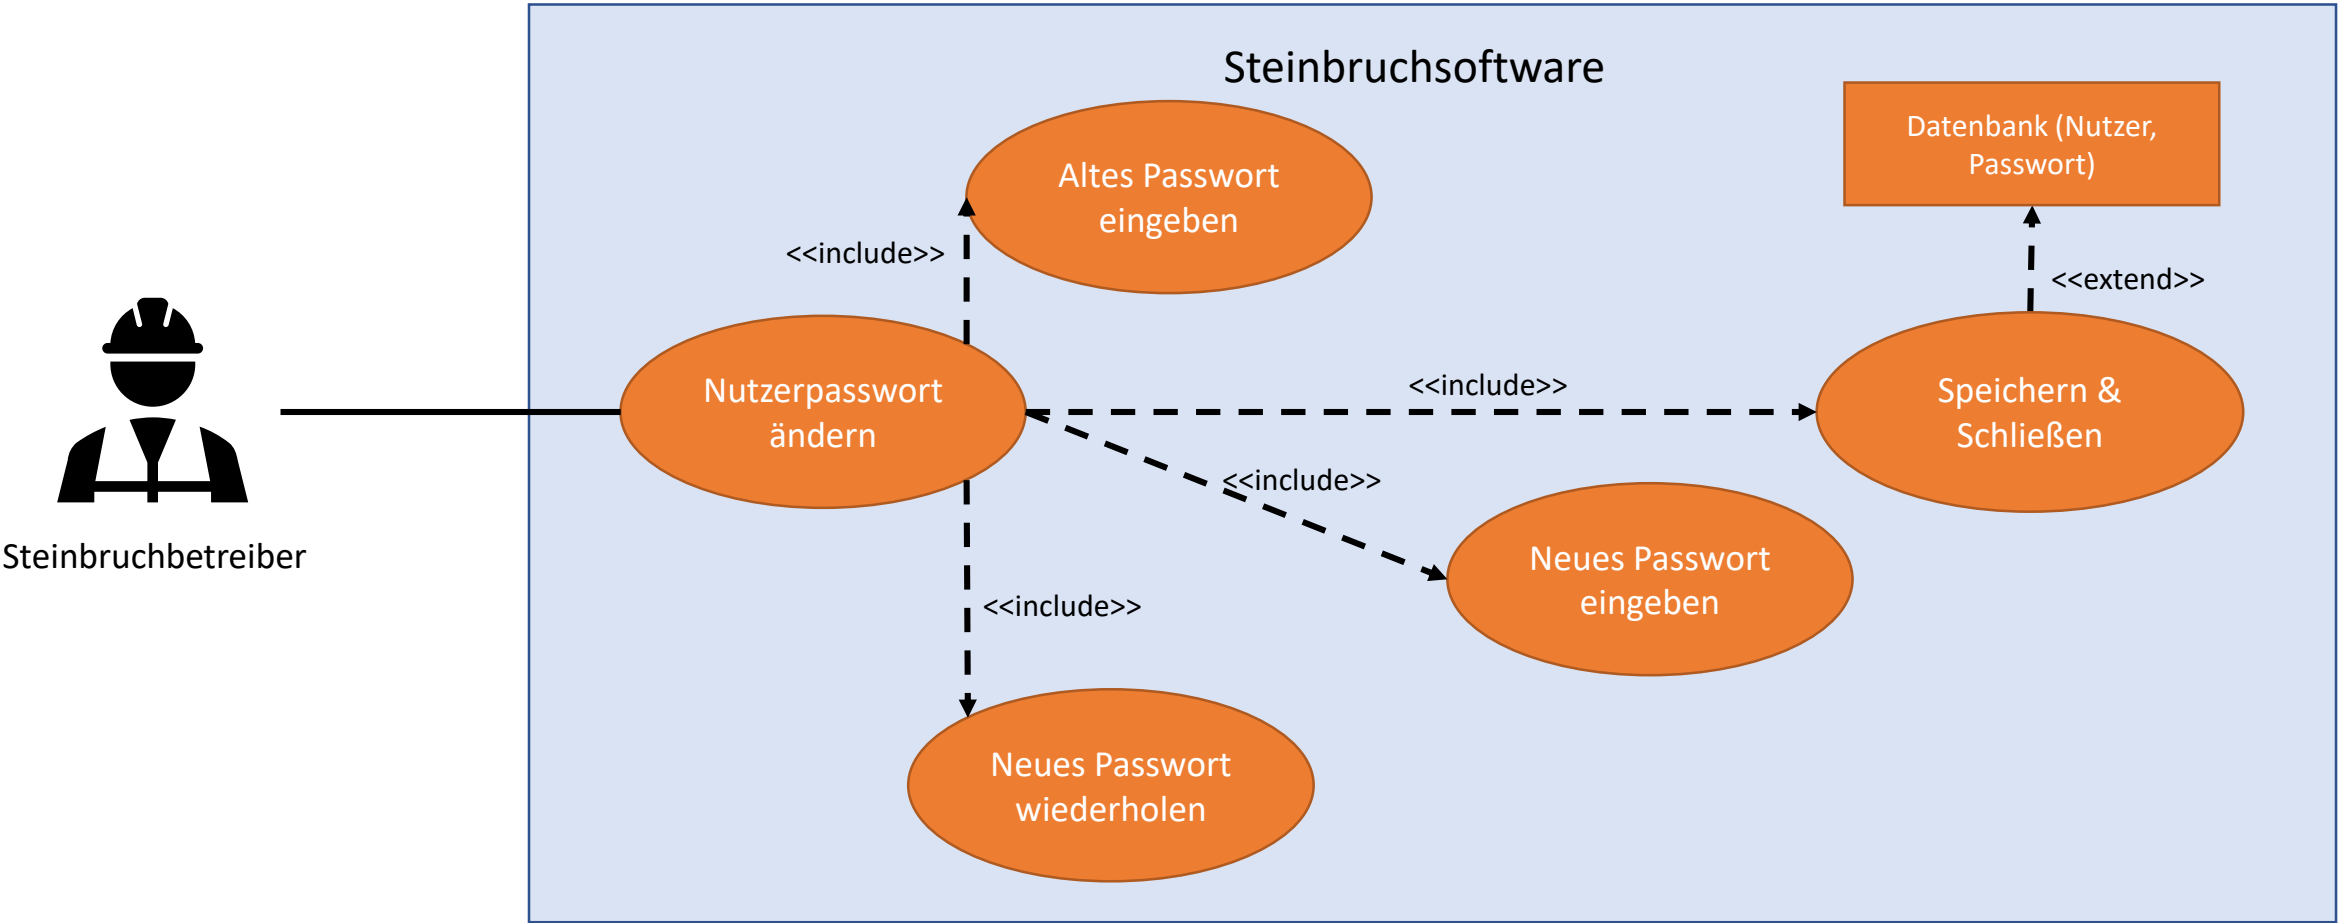 Steinbruchsoftware
Datenbank (Nutzer,
Passwort)
Altes Passwort
eingeben
<<include>>
<<extend>>
Nutzerpasswort
ändern
<<include>>
Speichern &
Schließen
<<include>>
Steinbruchbetreiber
Neues Passwort
eingeben
<<include>>
Neues Passwort
wiederholen